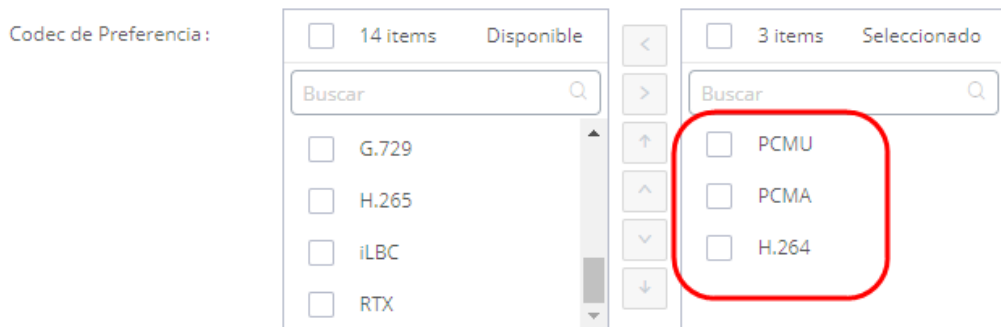 Codec de Preferencia:
14 items Disponible
3 items Seleccionado
Buscar
Buscar
G.729
H.265
iLBC
RTX
PCMU
PCMA
H.264